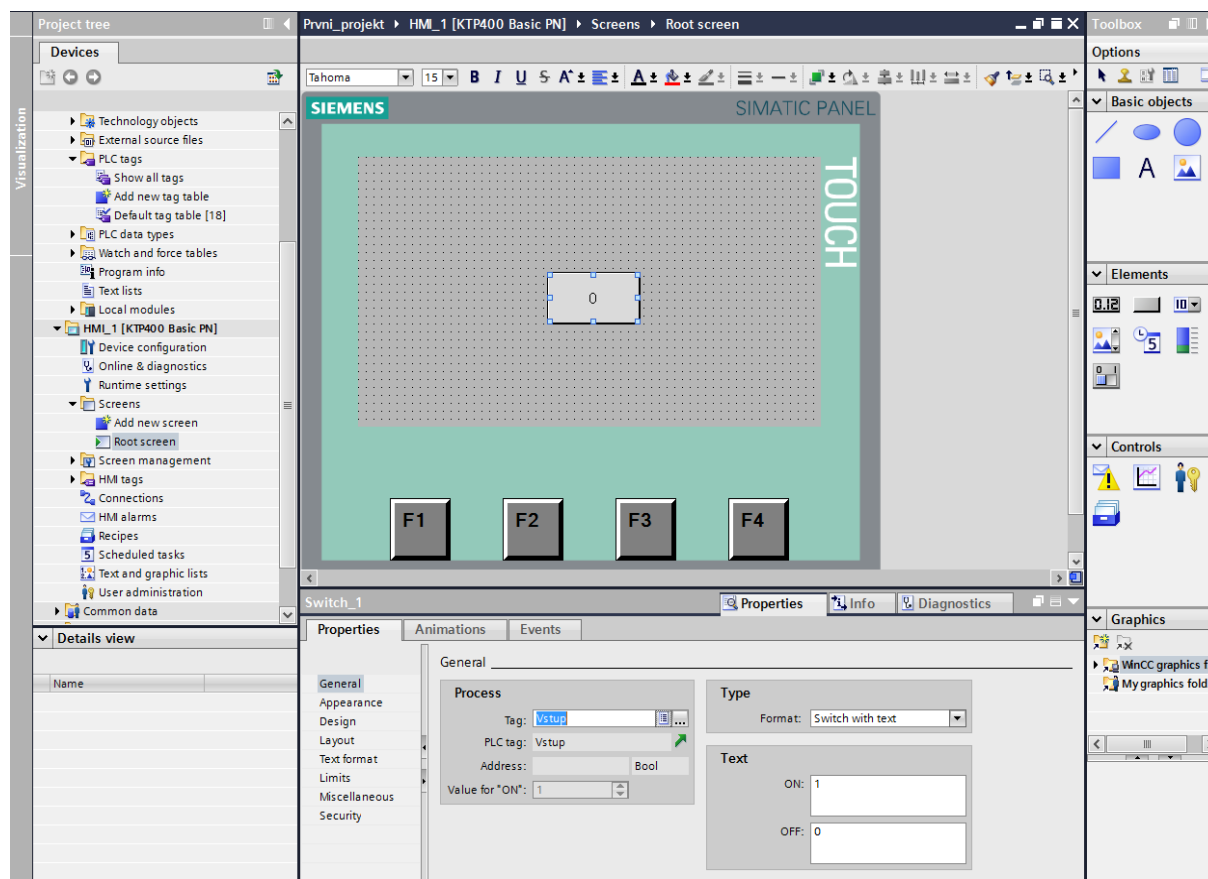 Project tree
Devices
Visualization
Technology objects
External source files
PLC tags
Show all tags
Add new tag table
Default tag table [18]
PLC data types
Watch and force tables
Program info
Text lists
Local modules
HMI_1 [KTP400 Basic PN]
Device configuration
Online & diagnostics
Runtime settings
Screens
Add new screen
Root screen
Screen management
HMI tags
Connections
HMI alarms
Recipes
Scheduled tasks
Text and graphic lists
User administration
Common data
Details view
Name
Prvni_projekt HMI_1 [KTP400 Basic PN] Screens Root screen
Tahoma 15 B I U S A A
SIEMENS SIMATIC PANEL
TOUCH
0
F1 F2 F3 F4
Switch_1
Properties Info Diagnostics
Properties Animations Events
General
Appearance
Design
Layout
Text format
Limits
Miscellaneous
Security
General
Process
Tag: Vstup ...
PLC tag: Vstup
Address: Bool
Value for "ON": 1
Type
Format: Switch with text
Text
ON: 1
OFF: 0
Toolbox
Options
Basic objects
A
Elements
0.12 10
5
0 1
Controls
Graphics
WinCC graphics f
My graphics fold